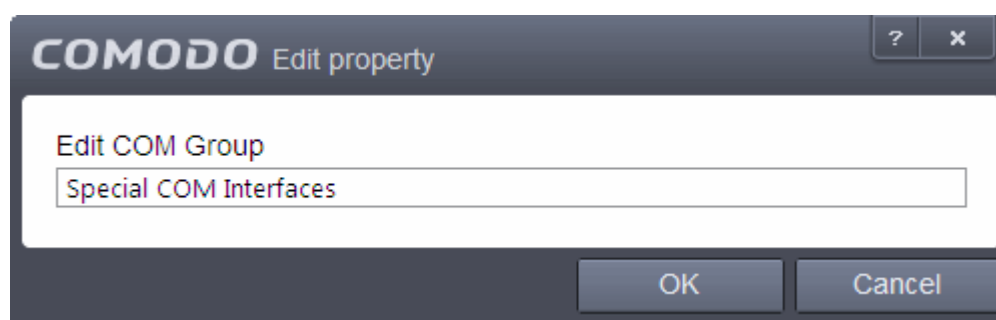 COMODO Edit property ? x
Edit COM Group
Special COM Interfaces
OK Cancel